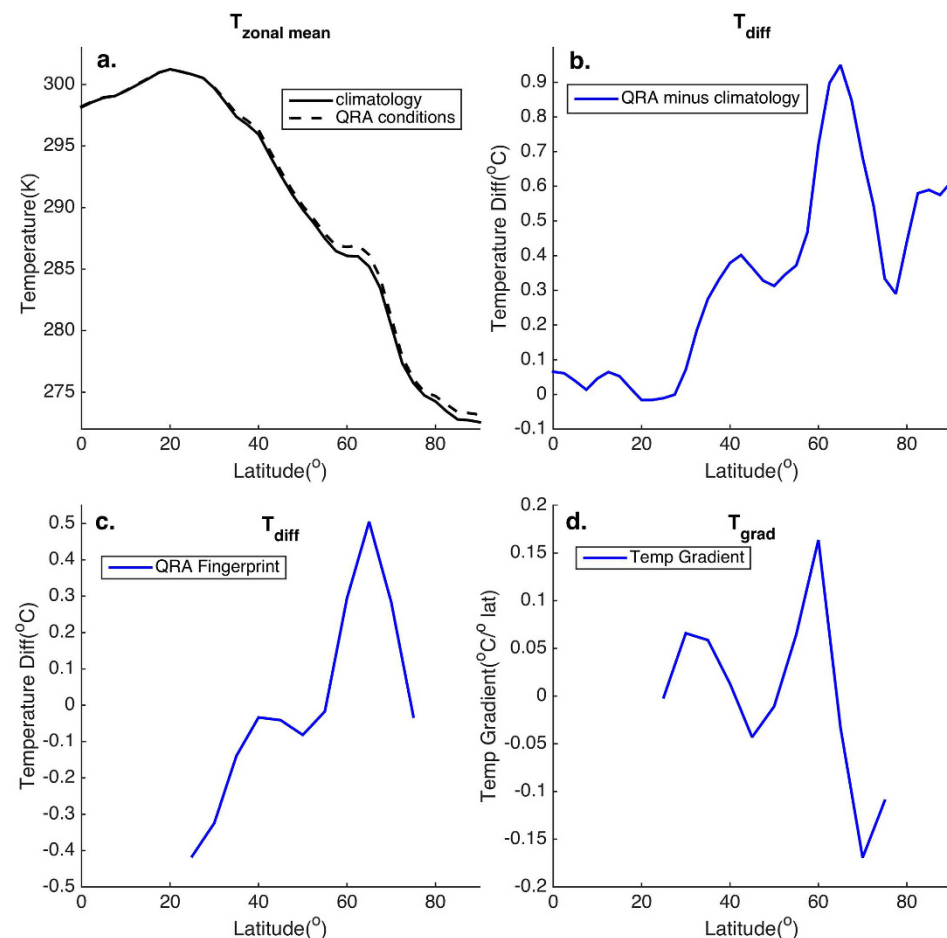 a.
T_zonal mean
climatology
QRA conditions
Temperature(K)
300
295
290
285
280
275
0
20
40
60
80
Latitude(°)
b.
T_diff
QRA minus climatology
Temperature Diff(°C)
0.9
0.8
0.7
0.6
0.5
0.4
0.3
0.2
0.1
0
-0.1
0
20
40
60
80
Latitude(°)
c.
T_diff
QRA Fingerprint
Temperature Diff(°C)
0.5
0.4
0.3
0.2
0.1
0
-0.1
-0.2
-0.3
-0.4
-0.5
0
20
40
60
80
Latitude(°)
d.
T_grad
Temp Gradient
Temp Gradient(°C/° lat)
0.2
0.15
0.1
0.05
0
-0.05
-0.1
-0.15
-0.2
0
20
40
60
80
Latitude(°)